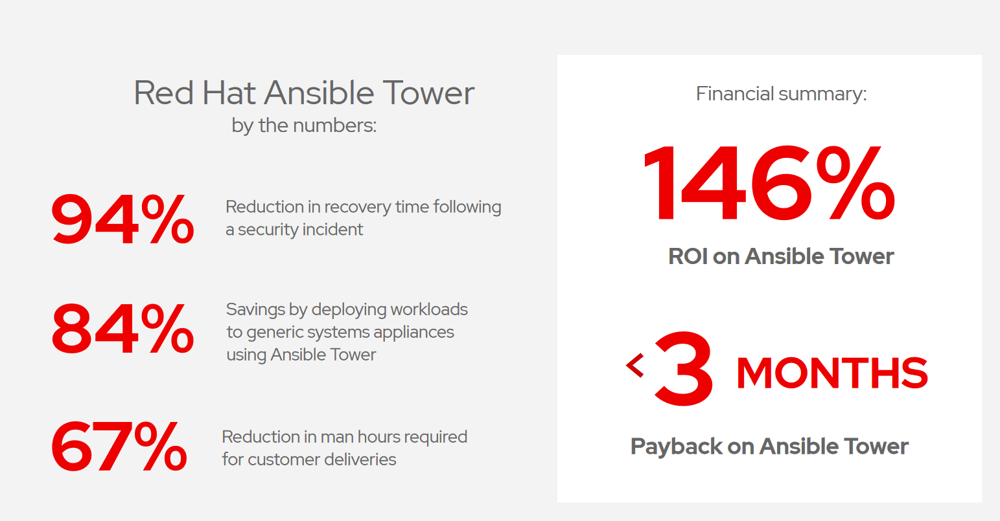 Red Hat Ansible Tower
by the numbers:
94%
Reduction in recovery time following
a security incident
84%
Savings by deploying workloads
to generic systems appliances
using Ansible Tower
67%
Reduction in man hours required
for customer deliveries
Financial summary:
146%
ROI on Ansible Tower
< 3 MONTHS
Payback on Ansible Tower